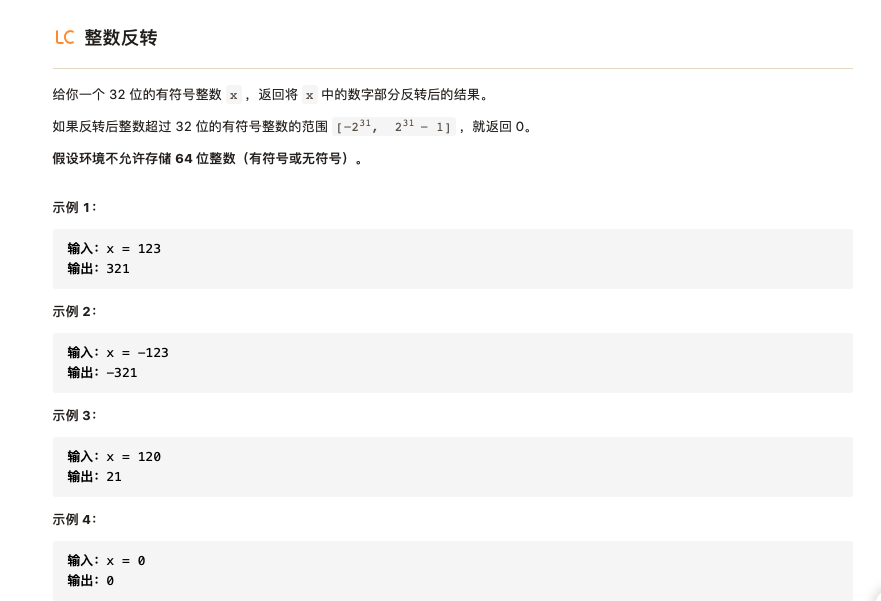 LC 整数反转
给你一个 32 位的有符号整数 x ，返回将 x 中的数字部分反转后的结果。
如果反转后整数超过 32 位的有符号整数的范围 [−2³¹,  2³¹ − 1] ，就返回 0。
假设环境不允许存储 64 位整数（有符号或无符号）。
示例 1：
输入：x = 123
输出：321
示例 2：
输入：x = -123
输出：-321
示例 3：
输入：x = 120
输出：21
示例 4：
输入：x = 0
输出：0